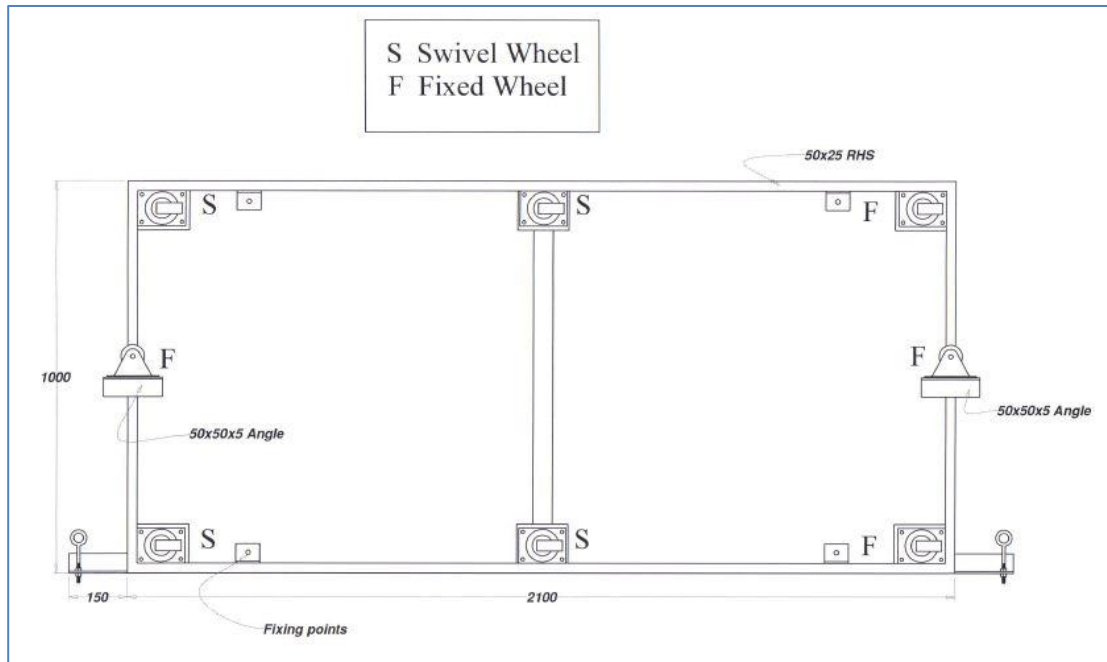 S Swivel Wheel
F Fixed Wheel
50x25 RHS
S
S
F
F
F
1000
50x50x5 Angle
50x50x5 Angle
S
S
F
150
2100
Fixing points